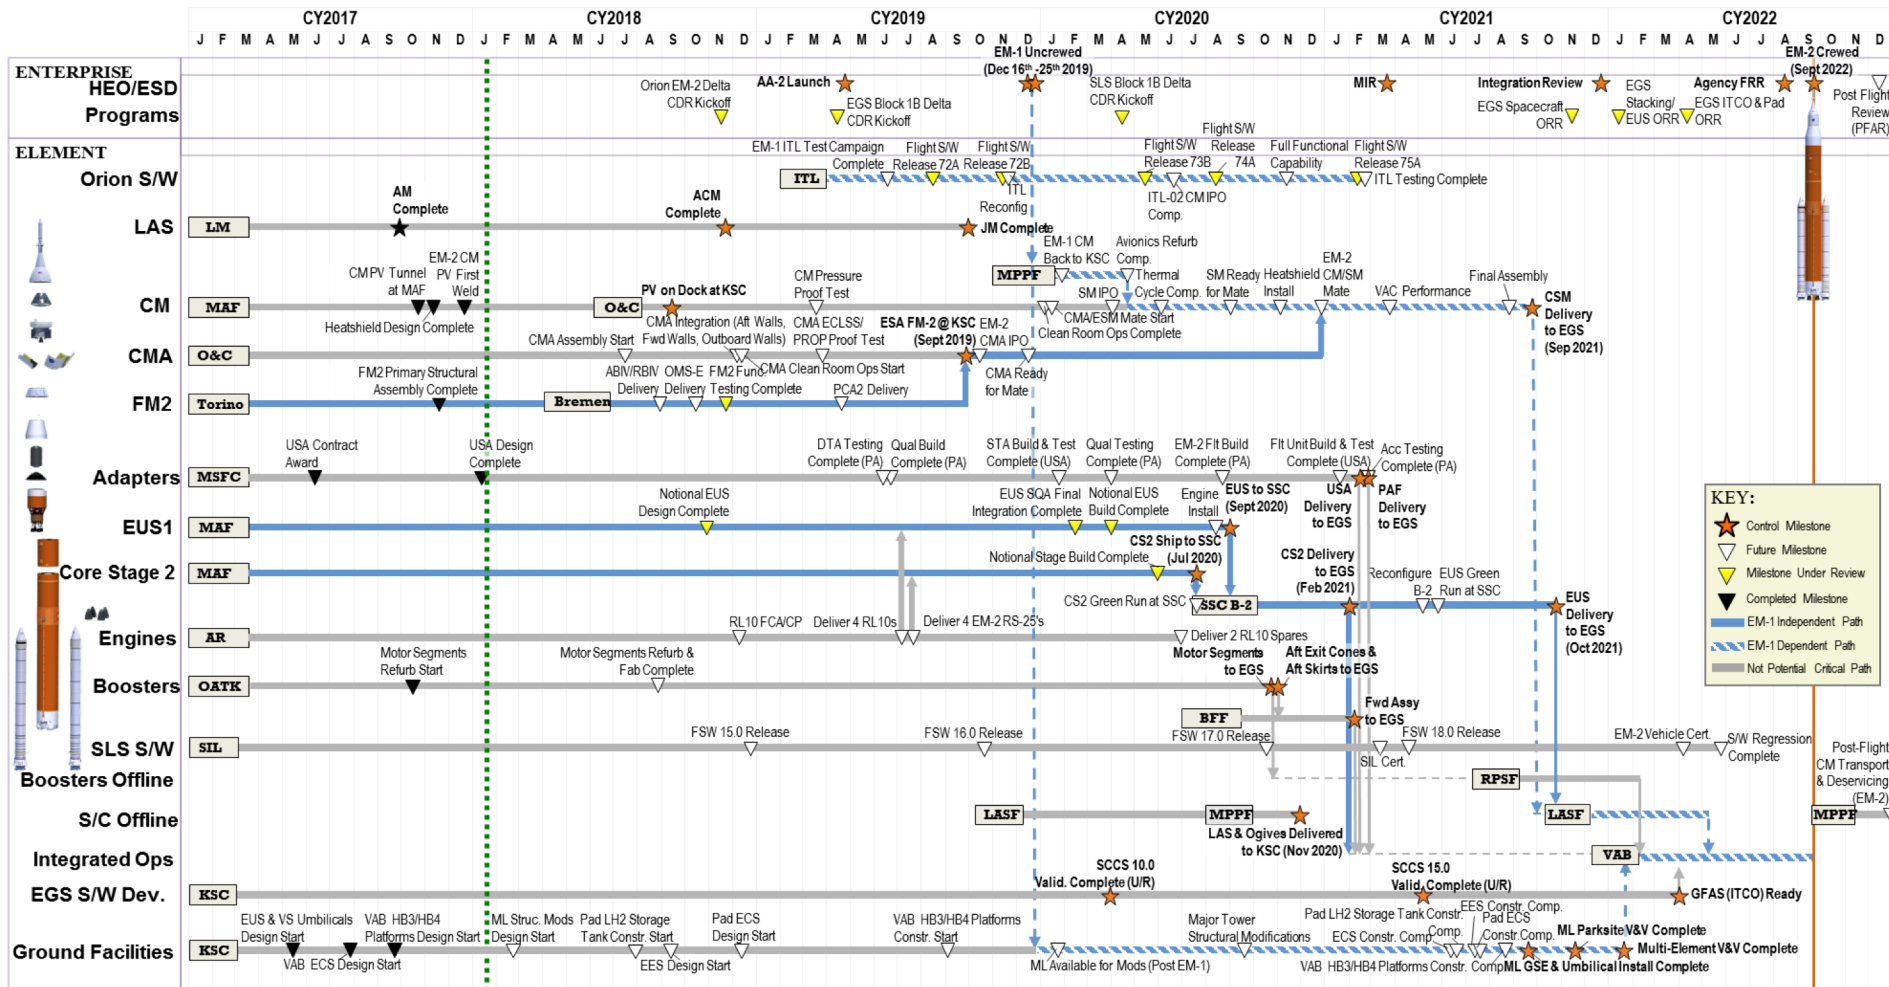 CY2017 CY2018 CY2019 CY2020 CY2021 CY2022
J F M A M J J A S O N D J F M A M J J A S O N D J F M A M J J A S O N D J F M A M J J A S O N D J F M A M J J A S O N D J F M A M J J A S O N D
ENTERPRISE
HEO/ESD
Programs
Orion EM-2 Delta
CDR Kickoff
AA-2 Launch
EGS Block 1B Delta
CDR Kickoff
EM-1 Uncrewed
(Dec 16th -25th 2019)
SLS Block 1B Delta
CDR Kickoff
MIR
Integration Review
EGS Spacecraft
ORR
EGS
Stacking/
EUS ORR
Agency FRR
EGS ITCO & Pad
ORR
EM-2 Crewed
(Sept 2022)
Post Flight
Review
(PFAR)
ELEMENT
Orion S/W
EM-1 ITL Test Campaign
Complete
ITL
Flight S/W
Release 72A
Flight S/W
Release 72B
ITL
Reconfig
Flight S/W
Release 73B
ITL-02 CM IPO
Comp.
Flight S/W
Release
74A
Full Functional
Capability
Flight S/W
Release 75A
ITL Testing Complete
LAS
LM
AM
Complete
ACM
Complete
JM Complete
MPPF
EM-1 CM
Back to KSC
Avionics Refurb
Comp.
CM
MAF
CM PV Tunnel
at MAF
EM-2 CM
PV First
Weld
Heatshield Design Complete
O&C
PV on Dock at KSC
CM Pressure
Proof Test
SM IPO
Thermal
Cycle Comp.
SM Ready
for Mate
Heatshield
Install
EM-2
CM/SM
Mate
VAC Performance
Final Assembly
CMA/ESM Mate Start
Clean Room Ops Complete
CSM
Delivery
to EGS
(Sep 2021)
CMA
O&C
CMA Assembly Start
CMA Integration (Aft Walls,
Fwd Walls, Outboard Walls)
CMA ECLSS/
PROP Proof Test
CMA Clean Room Ops Start
ESA FM-2 @ KSC
(Sept 2019)
EM-2
CMA IPO
CMA Ready
for Mate
FM2
Torino
FM2 Primary Structural
Assembly Complete
Bremen
ABIV/RBIV
Delivery
OMS-E
Delivery
FM2 Func
Testing Complete
PCA2 Delivery
Adapters
MSFC
USA Contract
Award
USA Design
Complete
DTA Testing
Complete (PA)
Qual Build
Complete (PA)
STA Build & Test
Complete (USA)
Qual Testing
Complete (PA)
EM-2 Flt Build
Complete (PA)
Flt Unit Build & Test
Complete (USA)
Acc Testing
Complete (PA)
USA
Delivery
to EGS
PAF
Delivery
to EGS
EUS1
MAF
Notional EUS
Design Complete
EUS SQA Final
Integration Complete
Notional EUS
Build Complete
Engine
Install
EUS to SSC
(Sept 2020)
Core Stage 2
MAF
Notional Stage Build Complete
CS2 Ship to SSC
(Jul 2020)
CS2 Green Run at SSC
SSC B-2
CS2 Delivery
to EGS
(Feb 2021)
Reconfigure
B-2
EUS Green
Run at SSC
EUS
Delivery
to EGS
(Oct 2021)
Engines
AR
RL10 FCA/CP
Deliver 4 RL10s
Deliver 4 EM-2 RS-25's
Deliver 2 RL10 Spares
Boosters
OATK
Motor Segments
Refurb Start
Motor Segments Refurb &
Fab Complete
Motor Segments
to EGS
Aft Exit Cones &
Aft Skirts to EGS
BFF
Fwd Assy
to EGS
SLS S/W
SIL
FSW 15.0 Release
FSW 16.0 Release
FSW 17.0 Release
SIL Cert.
FSW 18.0 Release
EM-2 Vehicle Cert.
S/W Regression
Complete
Boosters Offline
RPSF
Post-Flight
CM Transport
& Deservicing
(EM-2)
S/C Offline
LASF
MPPF
LAS & Ogives Delivered
to KSC (Nov 2020)
LASF
MPPF
Integrated Ops
VAB
EGS S/W Dev.
KSC
SCCS 10.0
Valid. Complete (U/R)
SCCS 15.0
Valid. Complete (U/R)
GFAS (ITCO) Ready
Ground Facilities
KSC
EUS & VS Umbilicals
Design Start
VAB ECS Design Start
VAB HB3/HB4
Platforms Design Start
ML Struc. Mods
Design Start
Pad LH2 Storage
Tank Constr. Start
EES Design Start
Pad ECS
Design Start
VAB HB3/HB4 Platforms
Constr. Start
ML Available for Mods (Post EM-1)
Major Tower
Structural Modifications
Pad LH2 Storage Tank Constr.
Comp.
ECS Constr. Comp.
EES Constr. Comp.
Pad ECS
Constr. Comp.
VAB HB3/HB4 Platforms Constr. Comp
ML GSE & Umbilical Install Complete
ML Parksite V&V Complete
Multi-Element V&V Complete
KEY:
Control Milestone
Future Milestone
Milestone Under Review
Completed Milestone
EM-1 Independent Path
EM-1 Dependent Path
Not Potential Critical Path